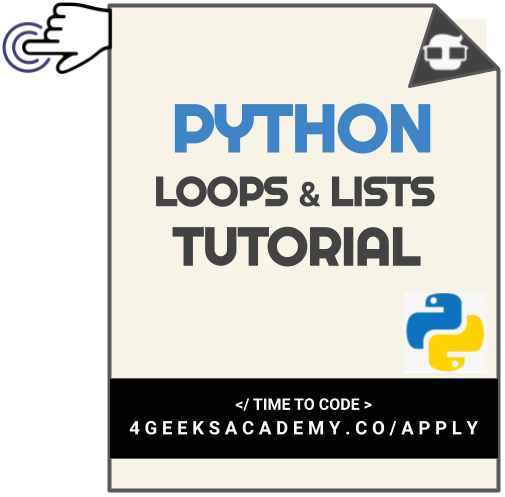 PYTHON
LOOPS & LISTS
TUTORIAL
</ TIME TO CODE >
4GEEKSACADEMY.CO/APPLY